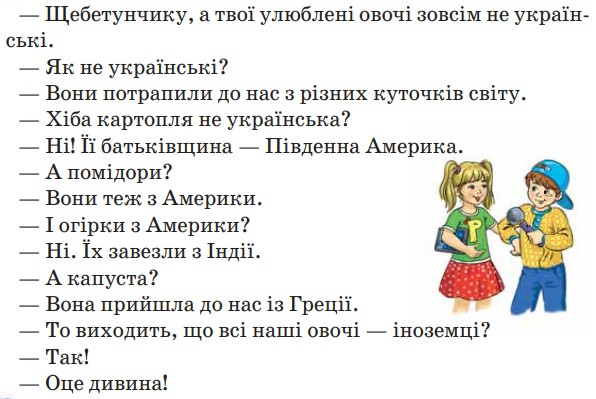 — Щебетунчику, а твої улюблені овочі зовсім не україн-
ські.
— Як не українські?
— Вони потрапили до нас з різних куточків світу.
— Хіба картопля не українська?
— Ні! Її батьківщина — Південна Америка.
— А помідори?
— Вони теж з Америки.
— І огірки з Америки?
— Ні. Їх завезли з Індії.
— А капуста?
— Вона прийшла до нас із Греції.
— То виходить, що всі наші овочі — іноземці?
— Так!
— Оце дивина!
P